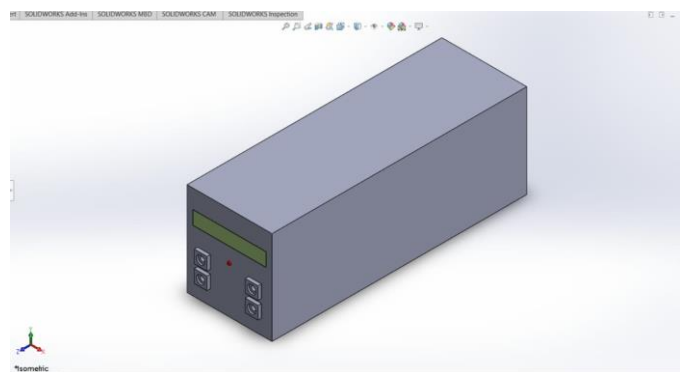 SOLIDWORKS Add-Ins SOLIDWORKS MBD SOLIDWORKS CAM SOLIDWORKS Inspection
Y
Z X
*Isometric